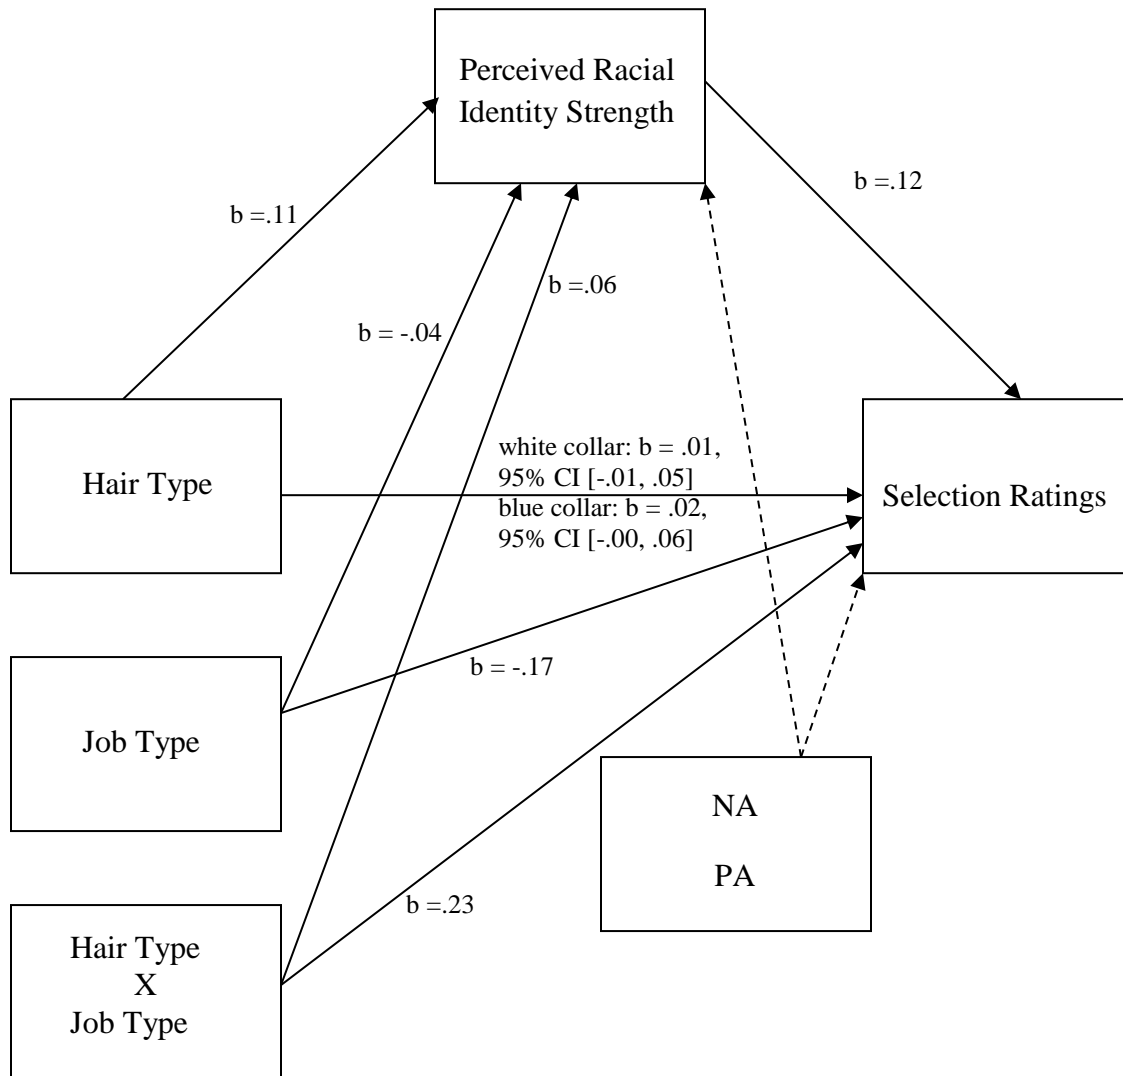 Perceived Racial
Identity Strength
b =.12
b =.11
b =.06
b = -.04
white collar: b = .01,
95% CI [-.01, .05]
Hair Type
Selection Ratings
blue collar: b = .02,
95% CI [-.00, .06]
b = -.17
Job Type
NA
PA
b =.23
Hair Type
X
Job Type